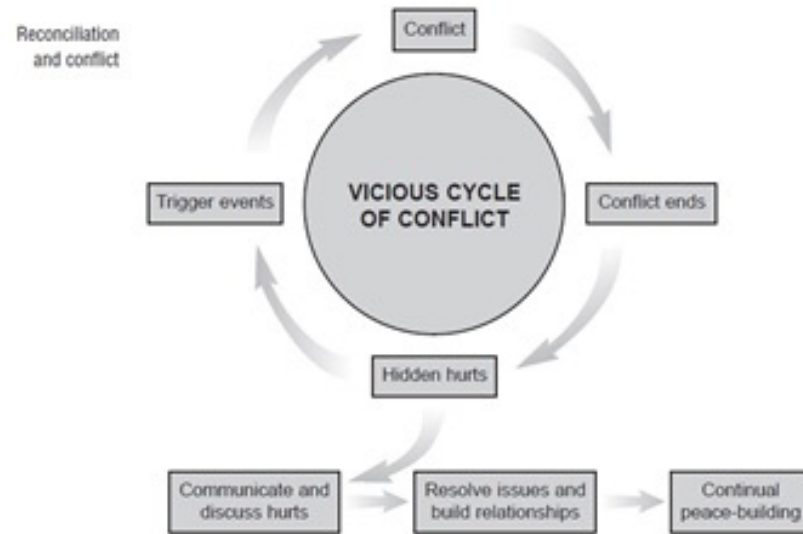 Reconciliation
and conflict
Conflict
Trigger events
VICIOUS CYCLE
OF CONFLICT
Conflict ends
Hidden hurts
Communicate and
discuss hurts
Resolve issues and
build relationships
Continual
peace-building